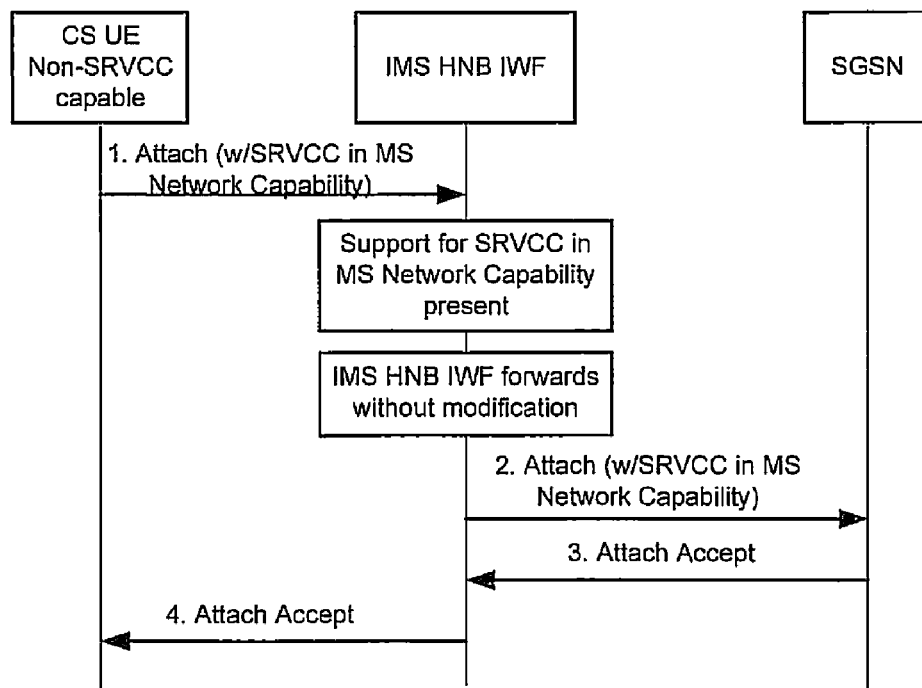 CS UE
Non-SRVCC
capable
IMS HNB IWF
SGSN
1. Attach (w/SRVCC in MS
Network Capability)
Support for SRVCC in
MS Network Capability
present
IMS HNB IWF forwards
without modification
2. Attach (w/SRVCC in MS
Network Capability)
3. Attach Accept
4. Attach Accept